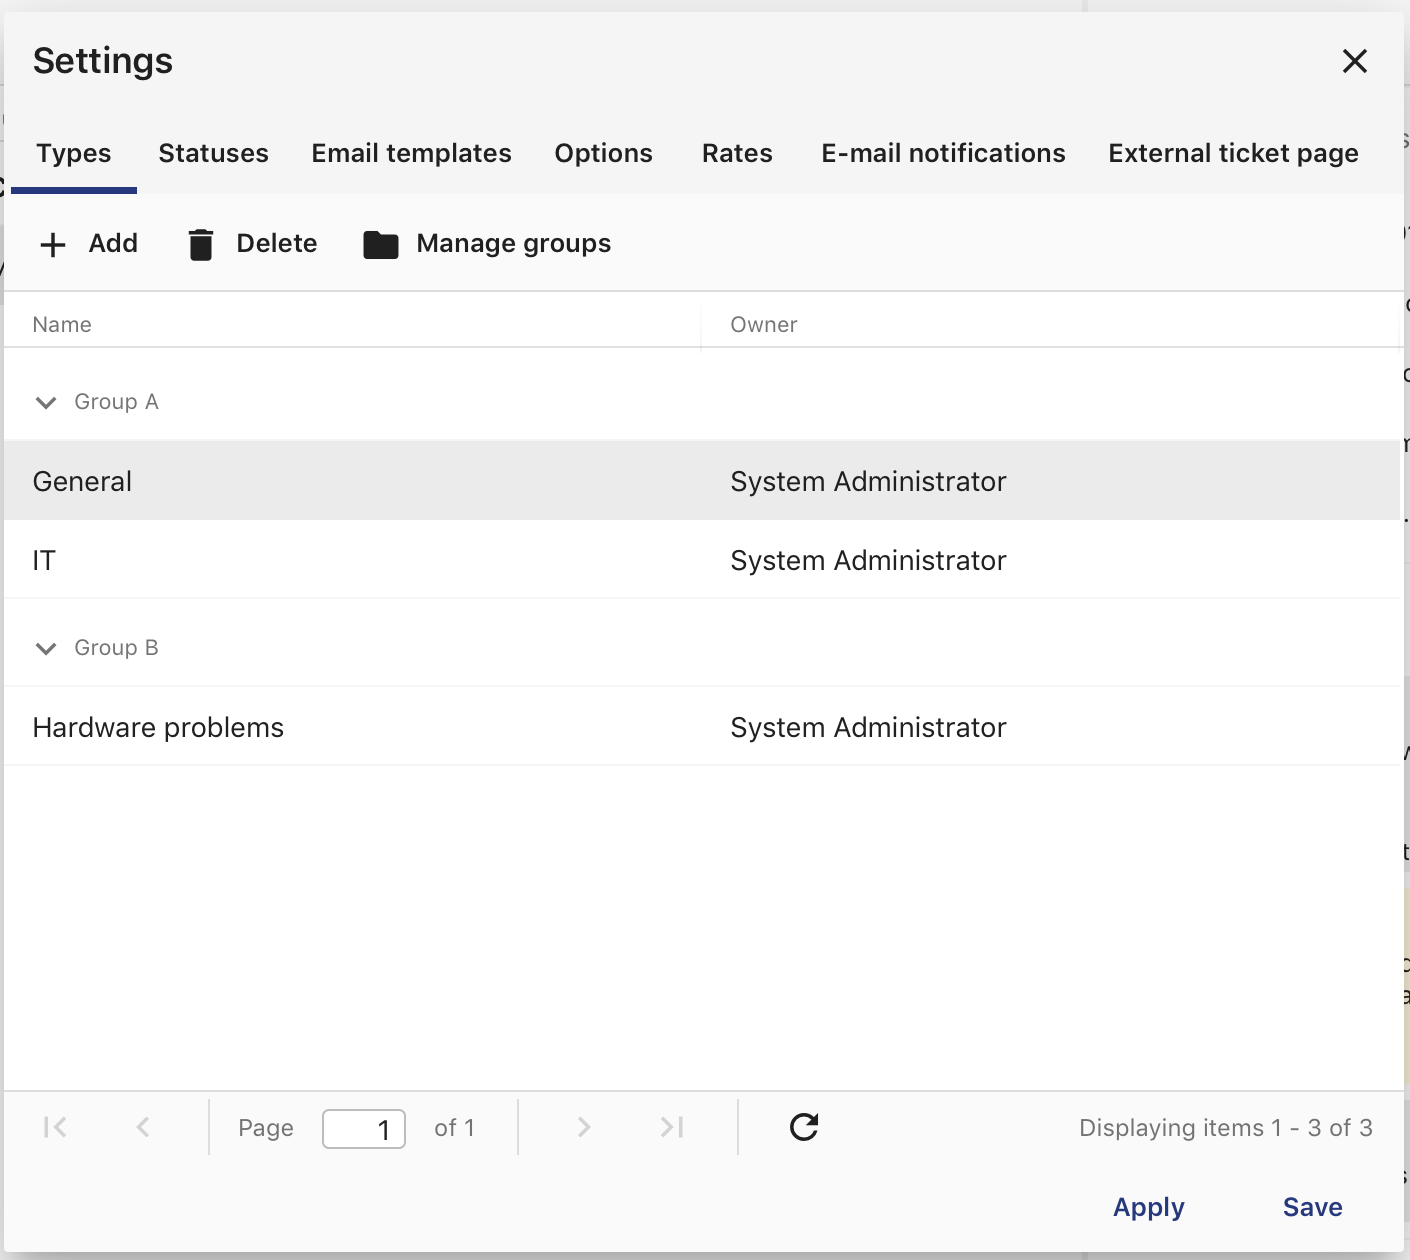 Settings
Types Statuses Email templates Options Rates E-mail notifications External ticket page
Add Delete Manage groups
Name Owner
Group A
General System Administrator
IT System Administrator
Group B
Hardware problems System Administrator
Page 1 of 1 Displaying items 1 - 3 of 3
Apply Save